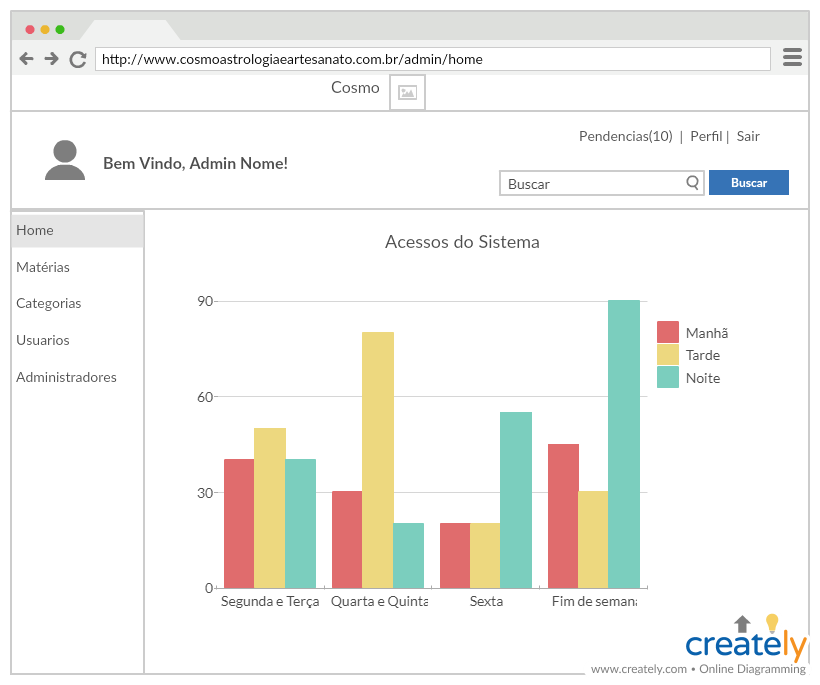 http://www.cosmoastrologiaeartesanato.com.br/admin/home
Cosmo
Pendencias(10) | Perfil | Sair
Bem Vindo, Admin Nome!
Buscar
Buscar
Home
Matérias
Categorias
Usuarios
Administradores
Acessos do Sistema
90
60
30
0
Manhã
Tarde
Noite
Segunda e Terça
Quarta e Quinta
Sexta
Fim de semana
creately
www.creately.com • Online Diagramming